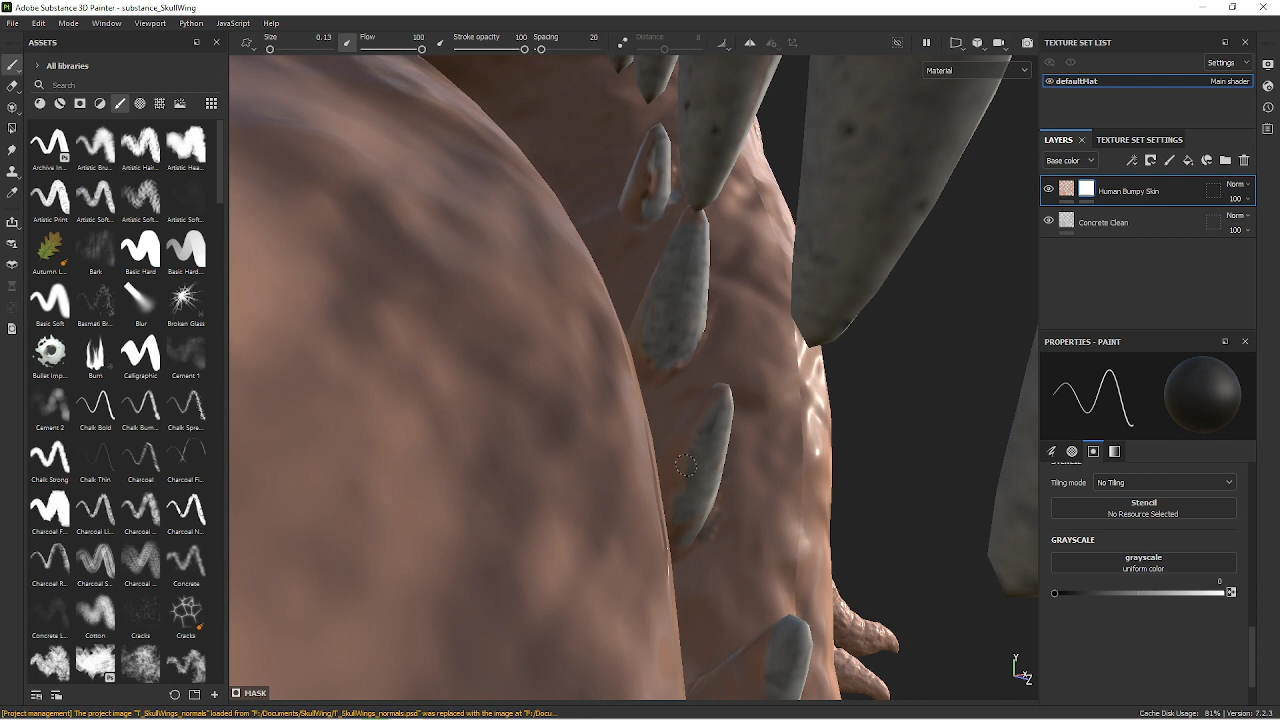 Adobe Substance 3D Painter - substance_SkullWing
File Edit Mode Window Viewport Python JavaScript Help
ASSETS
Size 0.13 Flow 100 Stroke opacity 100 Spacing 20 Distance 8
TEXTURE SET LIST
All libraries
Settings
Search
Material
defaultMat Main shader
LAYERS TEXTURE SET SETTINGS
Base color
Archive In... Artistic Bru... Artistic Hair... Artistic Hea...
Human Bumpy Skin Norm 100
Artistic Print Artistic Soft... Artistic Soft... Artistic Soft...
Concrete Clean Norm 100
Autumn L... Bark Basic Hard Basic Hard...
Basic Soft Basmati Br... Blur Broken Glass
PROPERTIES - PAINT
Bullet Imp... Burn Calligraphic Cement 1
Cement 2 Chalk Bold Chalk Bum... Chalk Spre...
Chalk Strong Chalk Thin Charcoal Charcoal Fi...
Tiling mode No Tiling
Stencil
No Resource Selected
Charcoal F... Charcoal Li... Charcoal ... Charcoal N...
GRAYSCALE
grayscale
uniform color
0
Charcoal R... Charcoal S... Charcoal ... Concrete
Concrete L... Cotton Cracks Cracks
Y
Z
MASK
[Project management] The project image "T_SkullWings_normals" loaded from "F:/Documents/SkullWing/T_SkullWings_normals.psd" was replaced with the image at "F:/Docu...
Cache Disk Usage: 81% | Version: 7.2.3